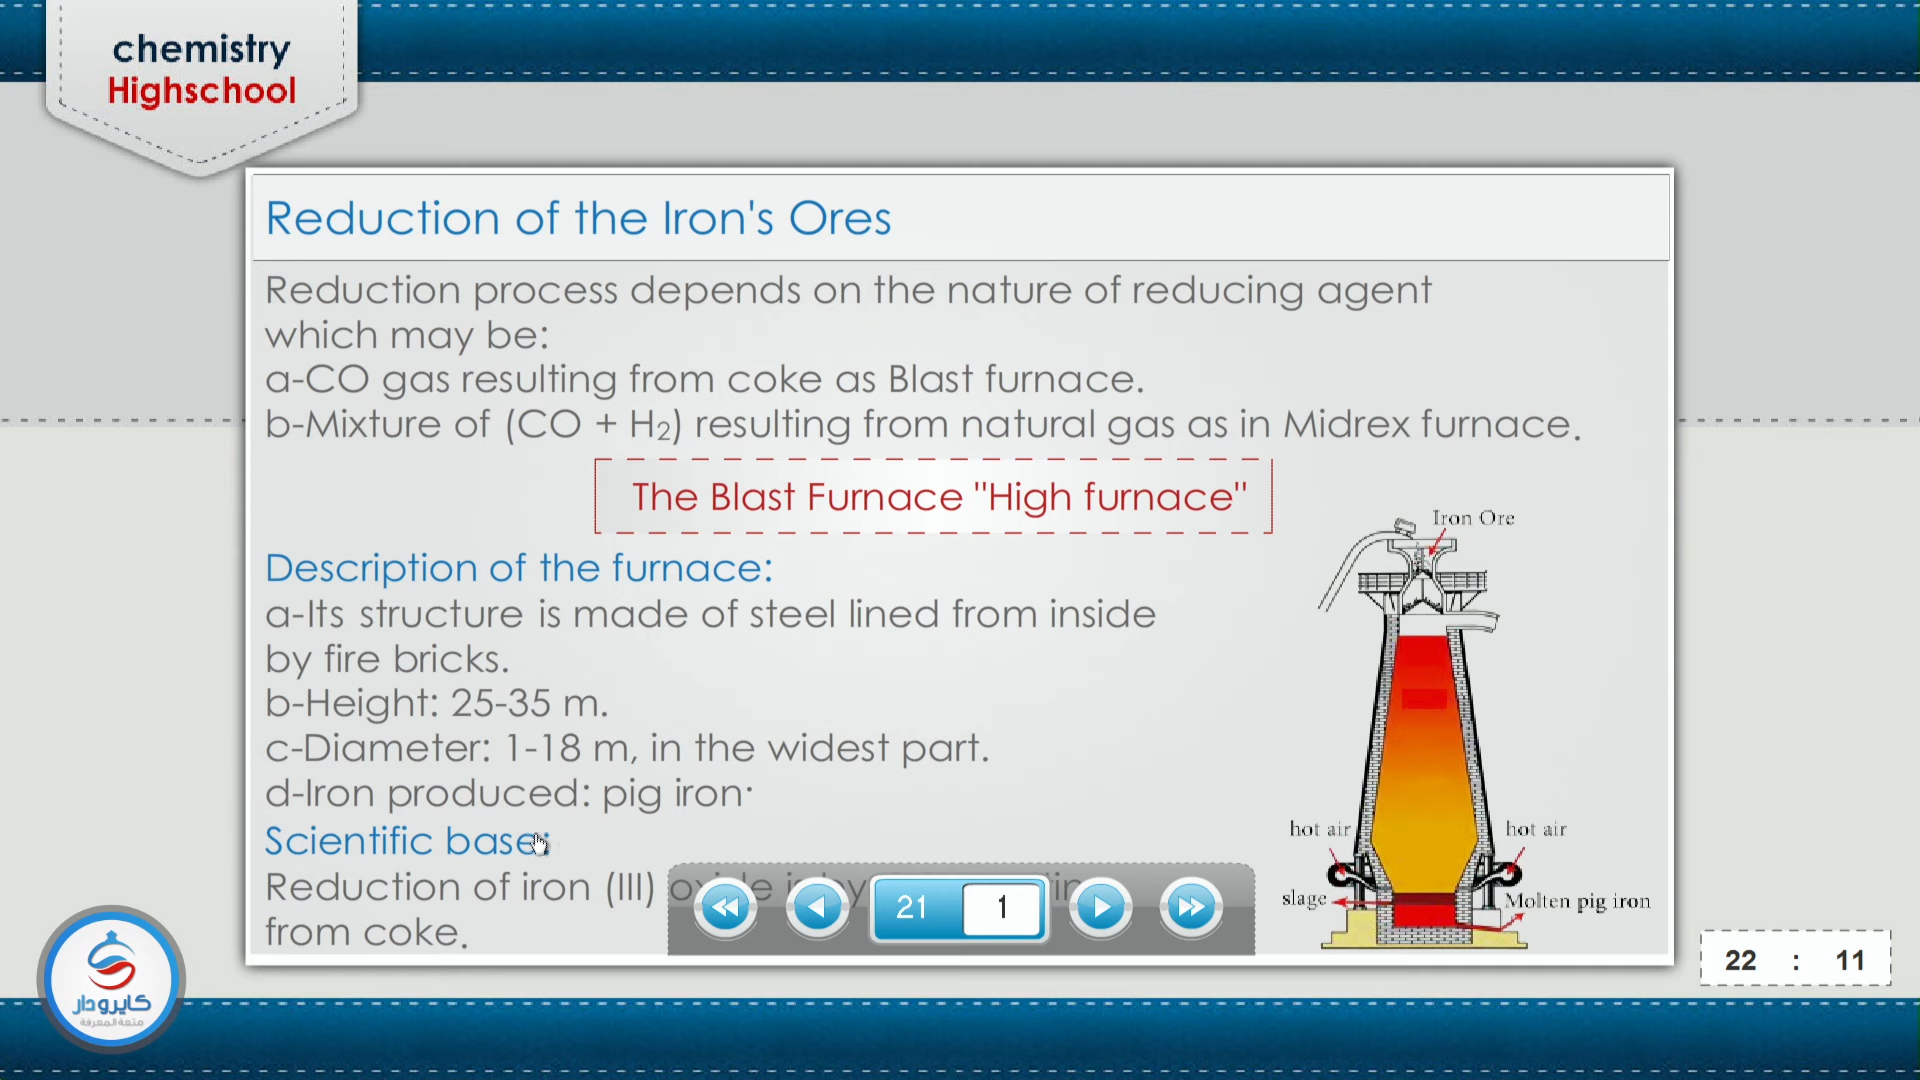 chemistry
Highschool
Reduction of the Iron's Ores
Reduction process depends on the nature of reducing agent
which may be:
a-CO gas resulting from coke as Blast furnace.
b-Mixture of (CO + H₂) resulting from natural gas as in Midrex furnace.
The Blast Furnace "High furnace"
Iron Ore
Description of the furnace:
a-Its structure is made of steel lined from inside
by fire bricks.
b-Height: 25-35 m.
c-Diameter: 1-18 m, in the widest part.
d-Iron produced: pig iron·
hot air
hot air
Scientific base:
Reduction of iron (III) oxide
from coke.
slage
Molten pig iron
21 1
22 : 11
كايرودار
متعة المعرفة